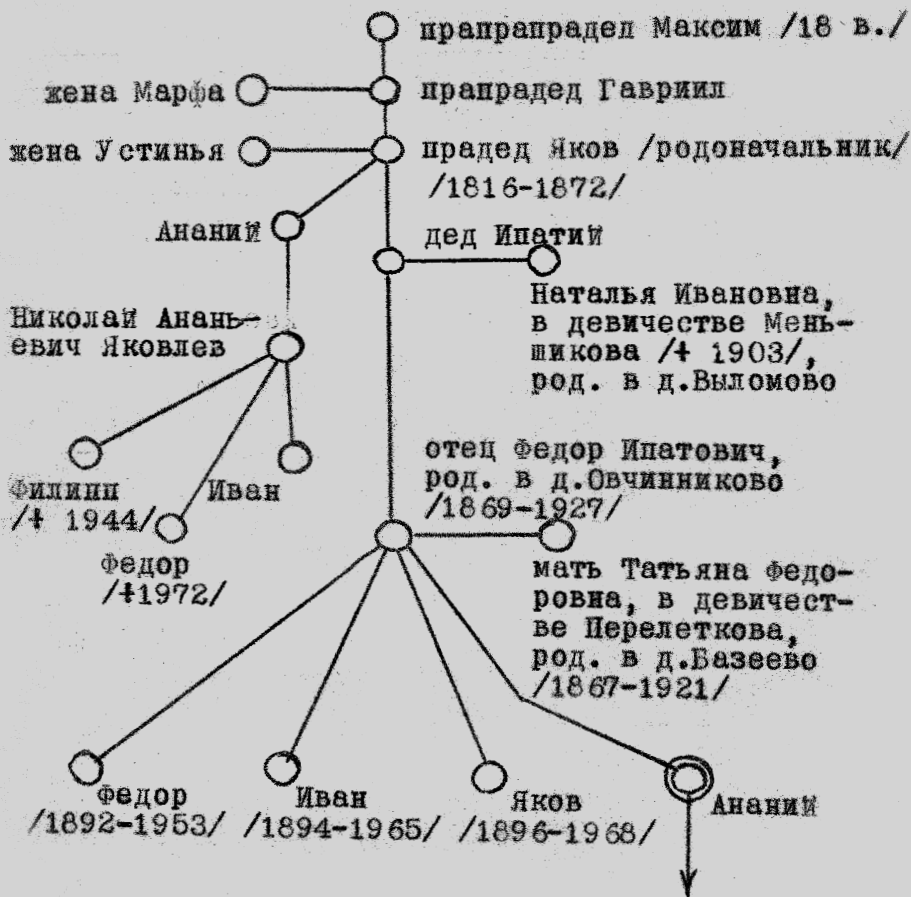 прапрапрадед Максим /18 в./
жена Марфа
прапрадед Гавриил
жена Устинья
прадед Яков /родоначальник/
/1816-1872/
Ананий
дед Ипатий
Наталья Ивановна,
в девичестве Мень-
шикова /+ 1903/,
род. в д.Выломово
Николай Анань-
евич Яковлев
Филипп
/+ 1944/
Иван
Федор
/+1972/
отец Федор Ипатович,
род. в д.Овчинниково
/1869-1927/
мать Татьяна Федо-
ровна, в девичест-
ве Перелеткова,
род. в д.Базеево
/1867-1921/
Федор
/1892-1953/
Иван
/1894-1965/
Яков
/1896-1968/
Ананий